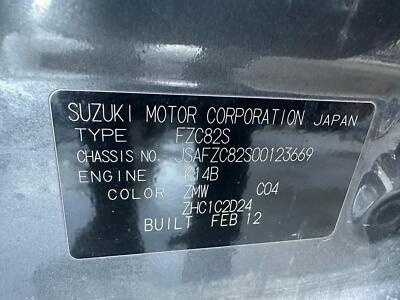 SUZUKI MOTOR CORPORATION JAPAN
TYPE FZC82S
CHASSIS NO. JSAFZC82S00123669
ENGINE K14B
COLOR ZMW C04
ZHC1C2D24
BUILT FEB 12